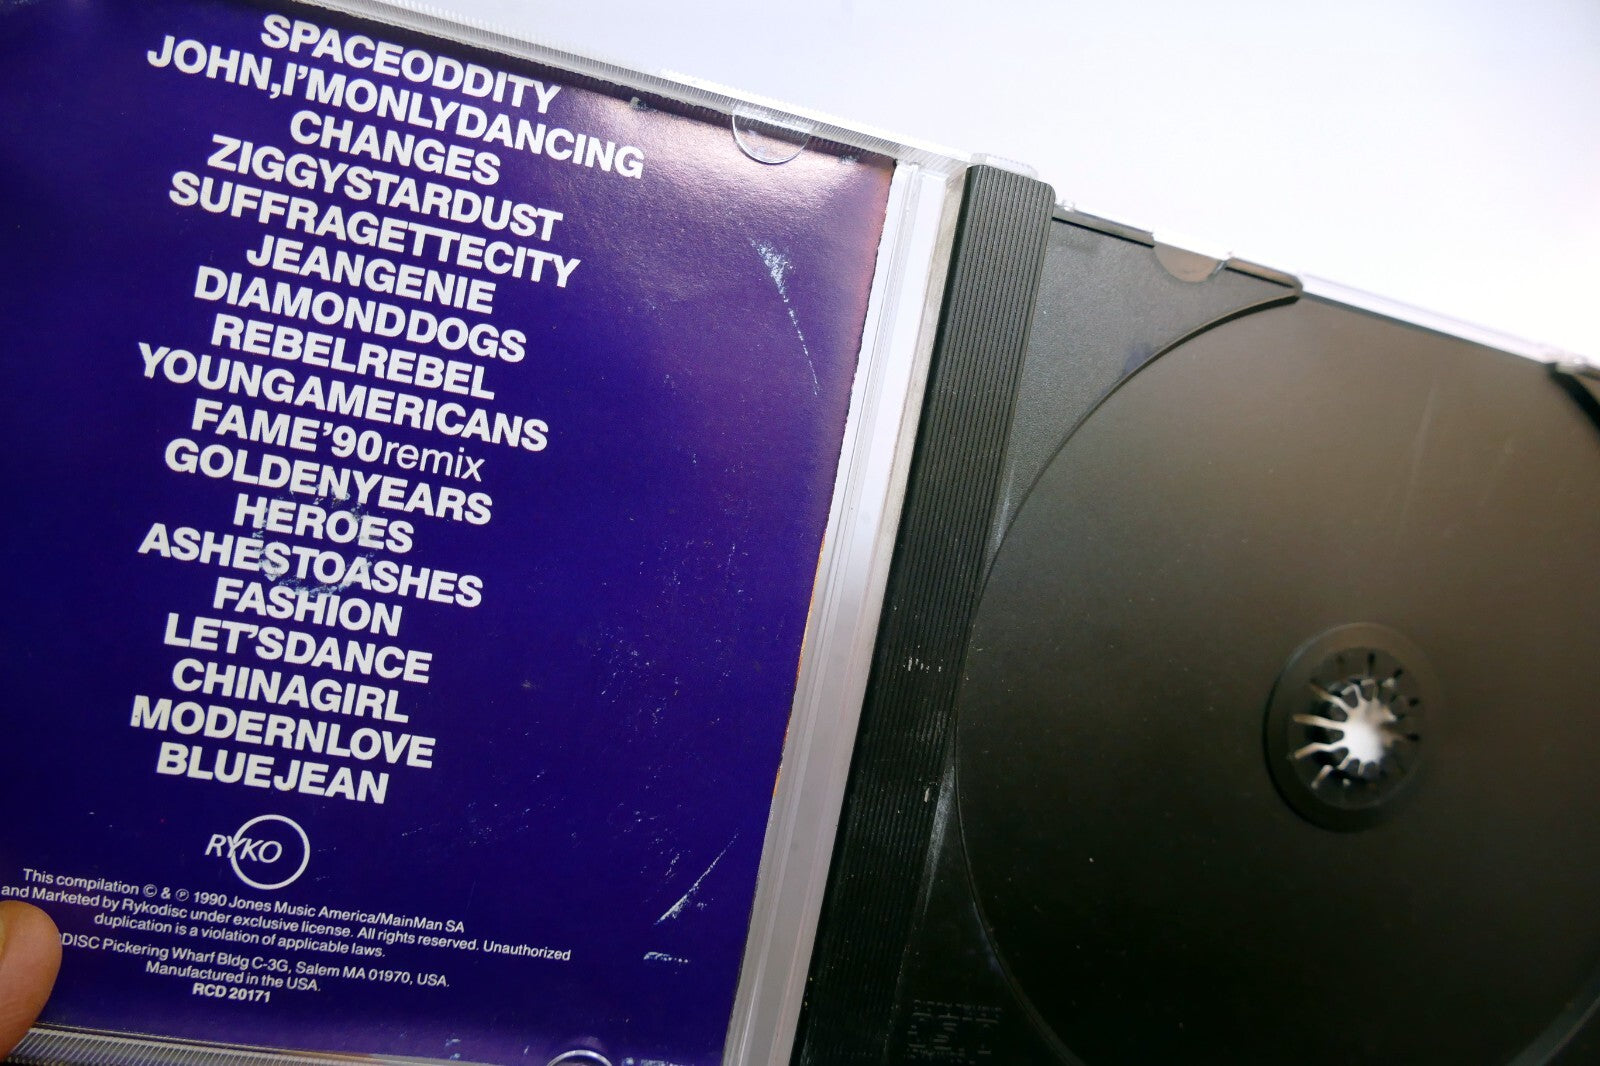 SPACEODDITY
JOHN,I'MONLYDANCING
CHANGES
ZIGGYSTARDUST
SUFFRAGETTECITY
JEANGENIE
DIAMONDDOGS
REBELREBEL
YOUNGAMERICANS
FAME'90remix
GOLDENYEARS
HEROES
ASHESTOASHES
FASHION
LET'SDANCE
CHINAGIRL
MODERNLOVE
BLUEJEAN
RYKO
This compilation © & ℗ 1990 Jones Music America/MainMan SA
and Marketed by Rykodisc under exclusive license. All rights reserved. Unauthorized
duplication is a violation of applicable laws.
DISC Pickering Wharf Bldg C-3G, Salem MA 01970, USA.
Manufactured in the USA.
RCD 20171